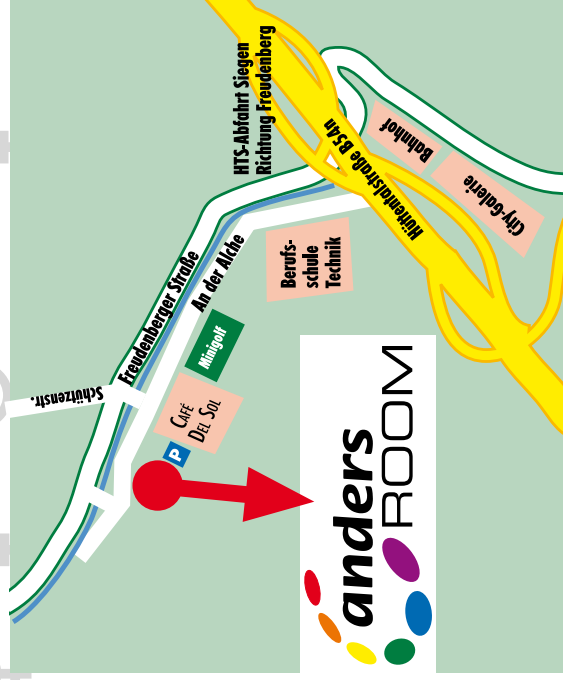 HTS-Abfahrt Siegen
Richtung Freudenberg
Hüttentalstraße B54n
Bahnhof
City-Galerie
Berufs-
schule
Technik
Freudenberger Straße
An der Alche
Minigolf
Schützenstr.
CAFÉ
DEL SOL
P
anders
ROOM